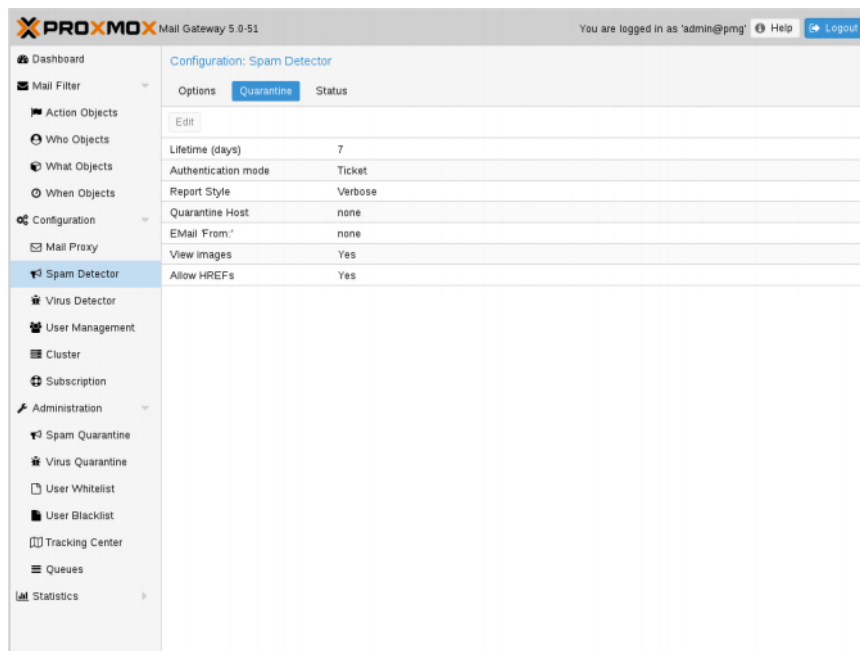 PROXMOX Mail Gateway 5.0-51 You are logged in as 'admin@pmg' Help Logout
Dashboard
Mail Filter
Action Objects
Who Objects
What Objects
When Objects
Configuration
Mail Proxy
Spam Detector
Virus Detector
User Management
Cluster
Subscription
Administration
Spam Quarantine
Virus Quarantine
User Whitelist
User Blacklist
Tracking Center
Queues
Statistics
Configuration: Spam Detector
Options Quarantine Status
Edit
Lifetime (days) 7
Authentication mode Ticket
Report Style Verbose
Quarantine Host none
EMail 'From:' none
View images Yes
Allow HREFs Yes